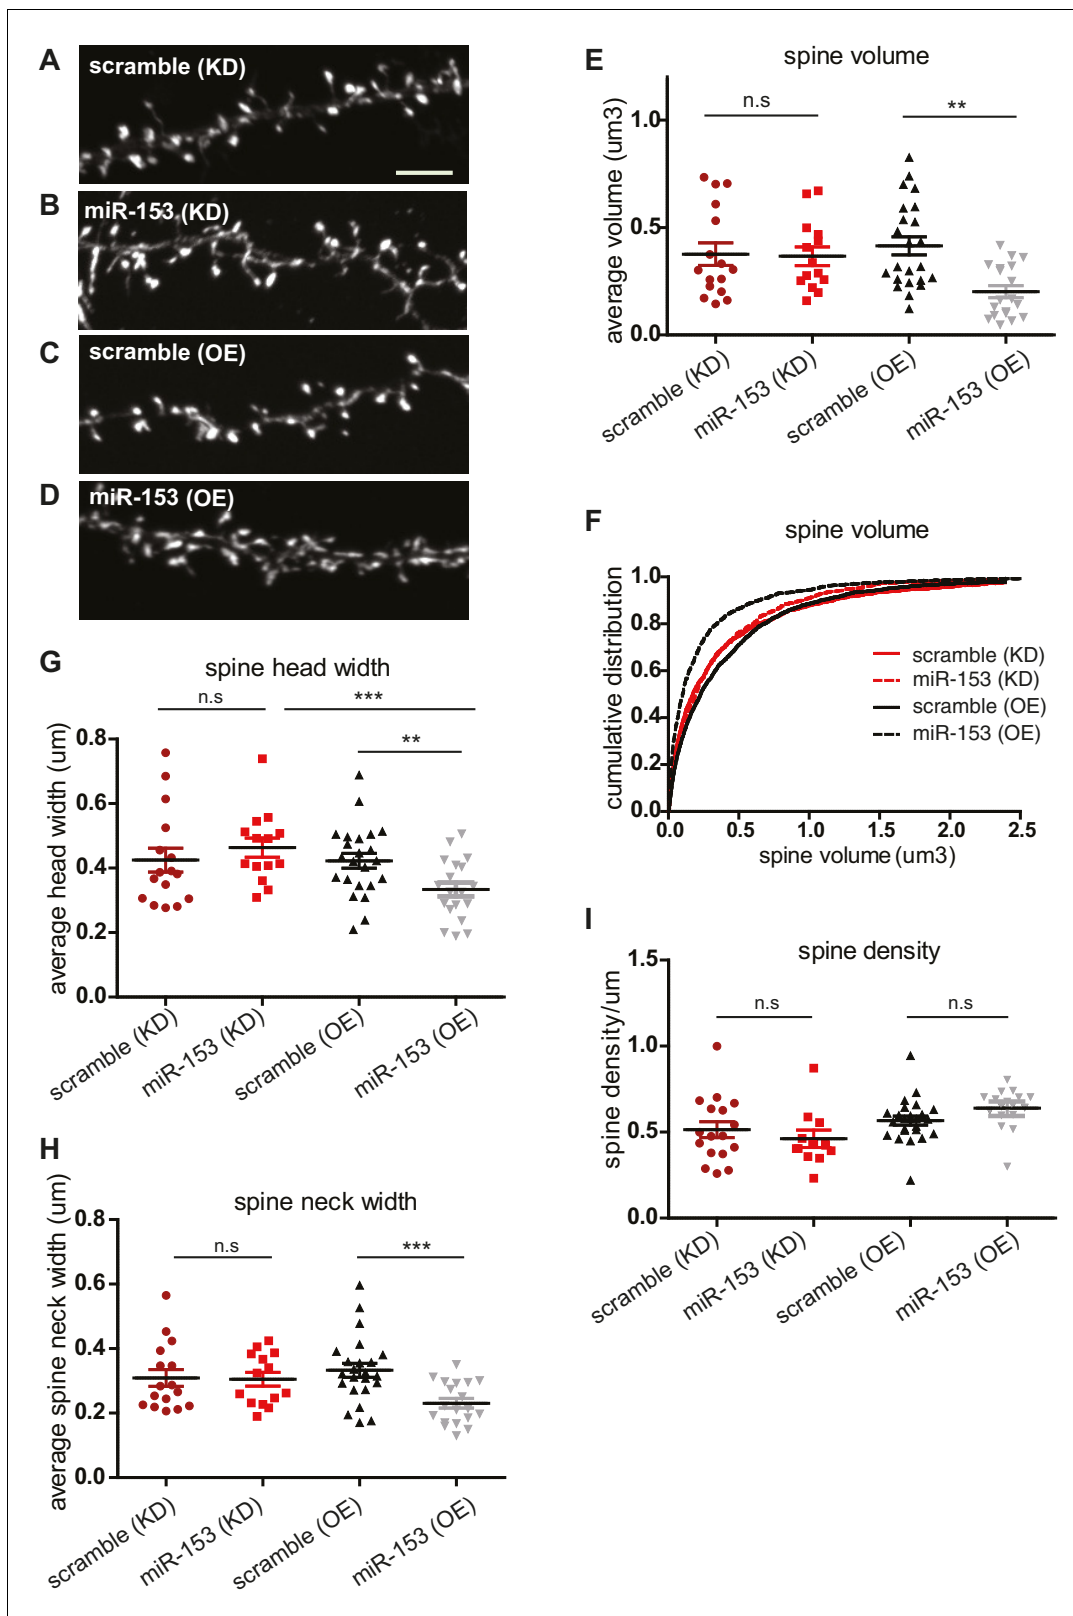 A
scramble (KD)
B
miR-153 (KD)
C
scramble (OE)
D
miR-153 (OE)
E
spine volume
n.s
**
average volume (um3)
1.0
0.5
0.0
scramble (KD)
miR-153 (KD)
scramble (OE)
miR-153 (OE)
F
spine volume
cumulative distribution
1.0
0.8
0.6
0.4
0.2
0.0
0.0
0.5
1.0
1.5
2.0
2.5
spine volume (um3)
scramble (KD)
miR-153 (KD)
scramble (OE)
miR-153 (OE)
G
spine head width
n.s
***
**
average head width (um)
0.8
0.6
0.4
0.2
0.0
scramble (KD)
miR-153 (KD)
scramble (OE)
miR-153 (OE)
H
spine neck width
n.s
***
average spine neck width (um)
0.8
0.6
0.4
0.2
0.0
scramble (KD)
miR-153 (KD)
scramble (OE)
miR-153 (OE)
I
spine density
n.s
n.s
spine density/um
1.5
1.0
0.5
0.0
scramble (KD)
miR-153 (KD)
scramble (OE)
miR-153 (OE)